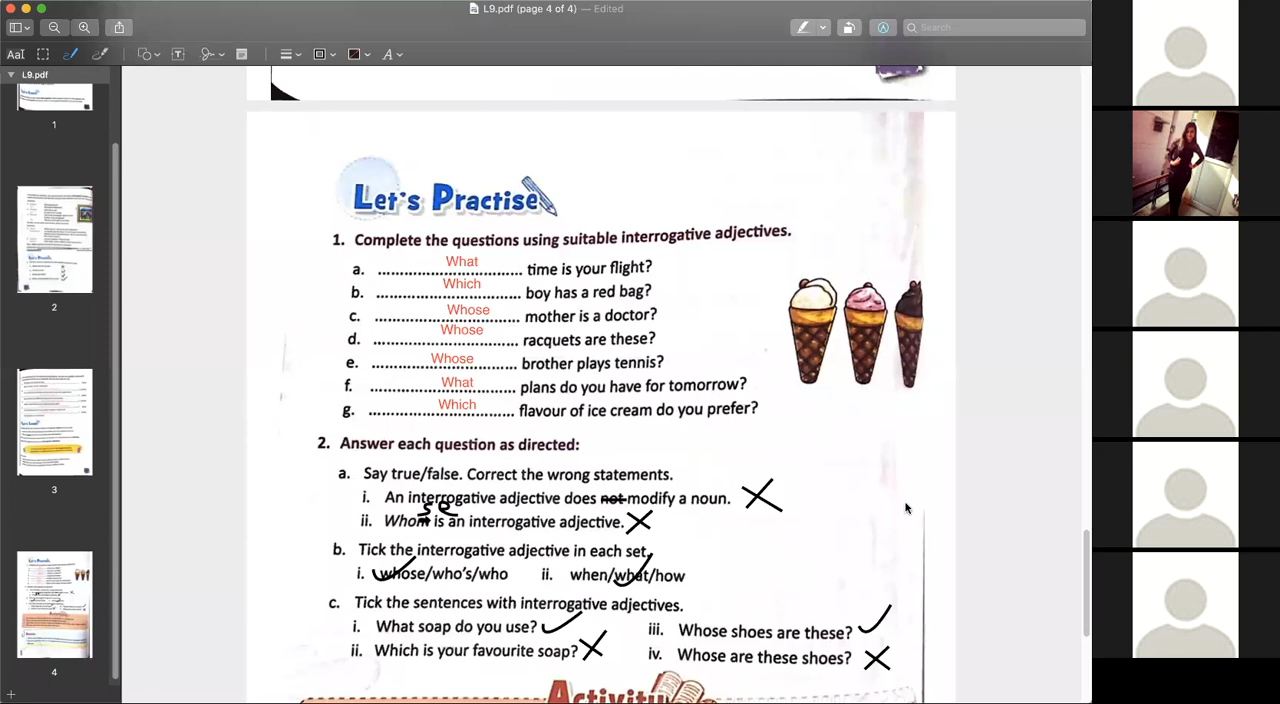 L9.pdf (page 4 of 4) — Edited
Search
AaI
A
L9.pdf
1
2
3
4
Let's Practise
1. Complete the questions using suitable interrogative adjectives.
a. What time is your flight?
b. Which boy has a red bag?
c. Whose mother is a doctor?
d. Whose racquets are these?
e. Whose brother plays tennis?
f. What plans do you have for tomorrow?
g. Which flavour of ice cream do you prefer?
2. Answer each question as directed:
a. Say true/false. Correct the wrong statements.
i. An interrogative adjective does not modify a noun.
se
ii. Whom is an interrogative adjective.
b. Tick the interrogative adjective in each set.
i. whose/who's/who ii. when/what/how
c. Tick the sentences with interrogative adjectives.
i. What soap do you use? iii. Whose shoes are these?
ii. Which is your favourite soap? iv. Whose are these shoes?
Activity